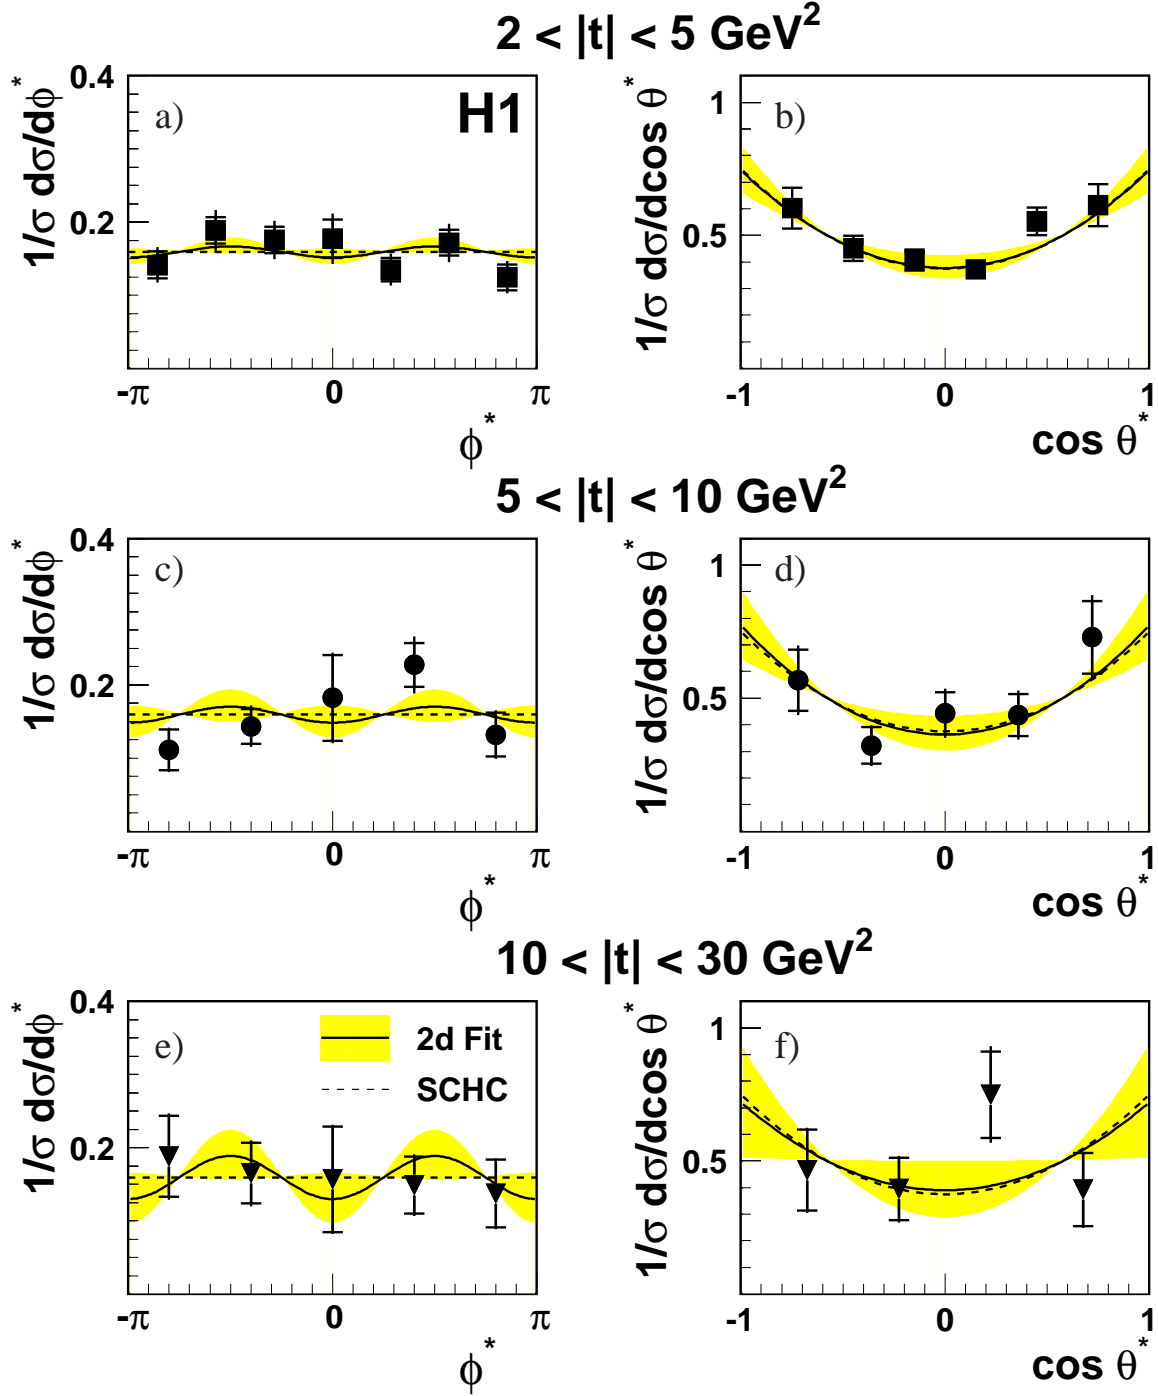 2 < |t| < 5 GeV²
1/σ dσ/dϕ*
0.4
0.2
a)
H1
-π 0 π
ϕ*
1/σ dσ/dcos θ*
1
0.5
b)
-1 0 1
cos θ*
5 < |t| < 10 GeV²
1/σ dσ/dϕ*
0.4
0.2
c)
-π 0 π
ϕ*
1/σ dσ/dcos θ*
1
0.5
d)
-1 0 1
cos θ*
10 < |t| < 30 GeV²
1/σ dσ/dϕ*
0.4
0.2
e)
2d Fit
SCHC
-π 0 π
ϕ*
1/σ dσ/dcos θ*
1
0.5
f)
-1 0 1
cos θ*